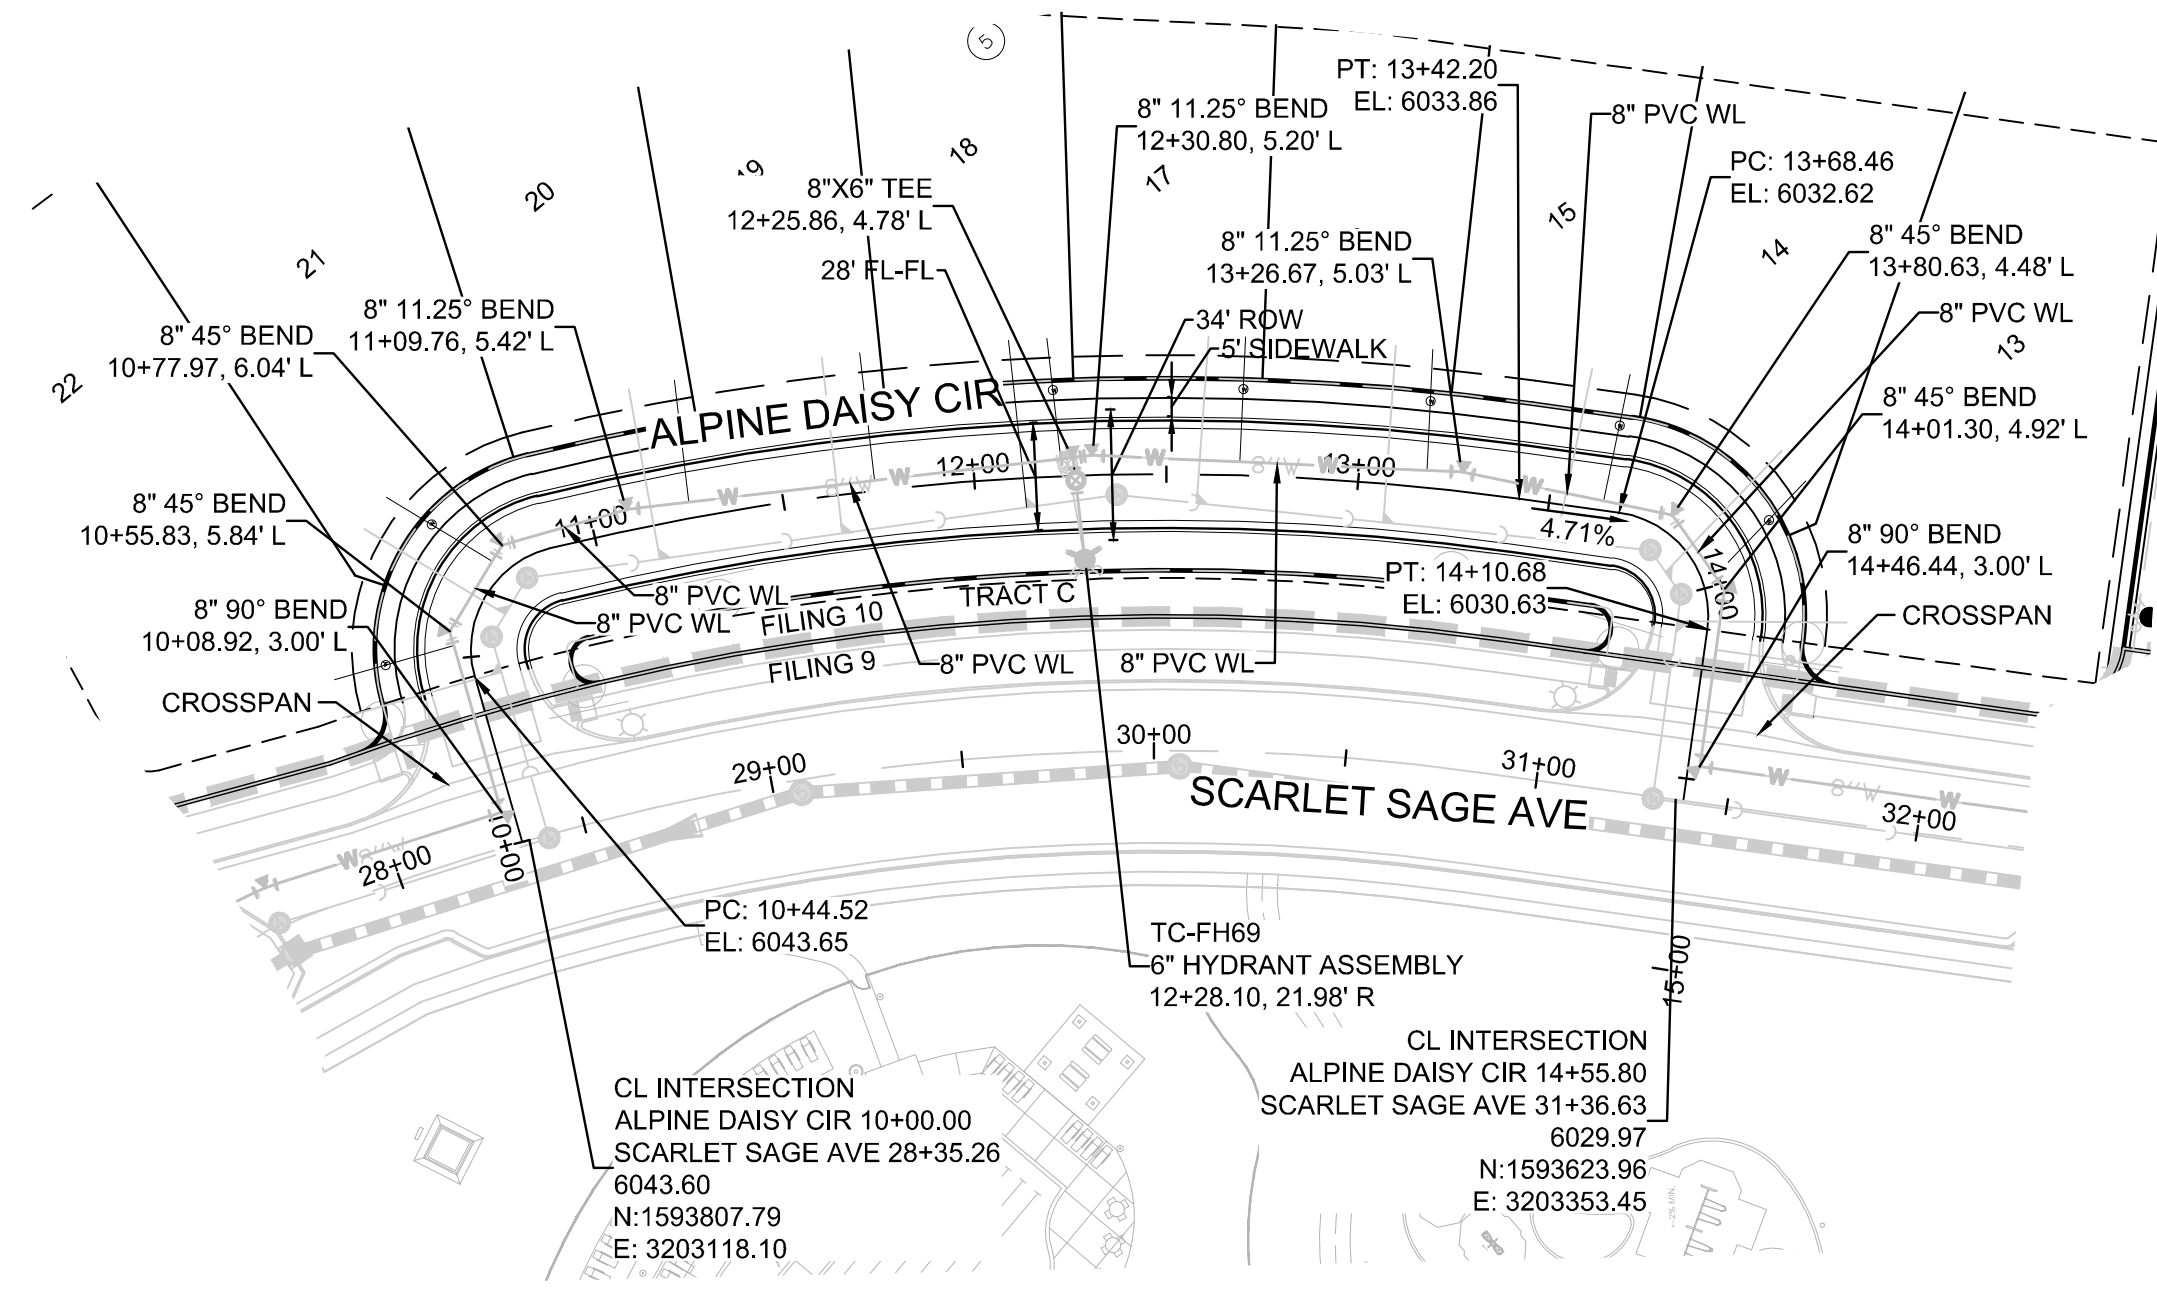 5
PT: 13+42.20
EL: 6033.86
8" 11.25° BEND
12+30.80, 5.20' L
8" PVC WL
PC: 13+68.46
EL: 6032.62
18
19
20
21
22
17
15
14
13
8"X6" TEE
12+25.86, 4.78' L
28' FL-FL
8" 11.25° BEND
13+26.67, 5.03' L
8" 45° BEND
13+80.63, 4.48' L
8" PVC WL
8" 11.25° BEND
11+09.76, 5.42' L
8" 45° BEND
10+77.97, 6.04' L
34' ROW
5' SIDEWALK
ALPINE DAISY CIR
8" 45° BEND
14+01.30, 4.92' L
8" 45° BEND
10+55.83, 5.84' L
11+00
12+00
13+00
14+00
W
8"W
W
W
8"W
W
W
4.71%
8" 90° BEND
14+46.44, 3.00' L
8" 90° BEND
10+08.92, 3.00' L
8" PVC WL
8" PVC WL
TRACT C
FILING 10
FILING 9
PT: 14+10.68
EL: 6030.63
CROSSPAN
8" PVC WL
8" PVC WL
CROSSPAN
28+00
29+00
30+00
31+00
32+00
SCARLET SAGE AVE
W
8"W
W
8"W
W
10+00
15+00
PC: 10+44.52
EL: 6043.65
TC-FH69
6" HYDRANT ASSEMBLY
12+28.10, 21.98' R
CL INTERSECTION
ALPINE DAISY CIR 10+00.00
SCARLET SAGE AVE 28+35.26
6043.60
N:1593807.79
E: 3203118.10
CL INTERSECTION
ALPINE DAISY CIR 14+55.80
SCARLET SAGE AVE 31+36.63
6029.97
N:1593623.96
E: 3203353.45
2% MIN.